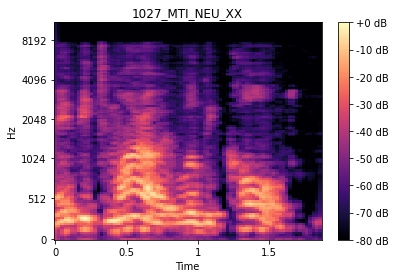 1027_MTI_NEU_XX
+0 dB
8192
-10 dB
4096
-20 dB
-30 dB
2048
Hz
-40 dB
1024
-50 dB
512
-60 dB
-70 dB
0
-80 dB
0
0.5
1
1.5
Time